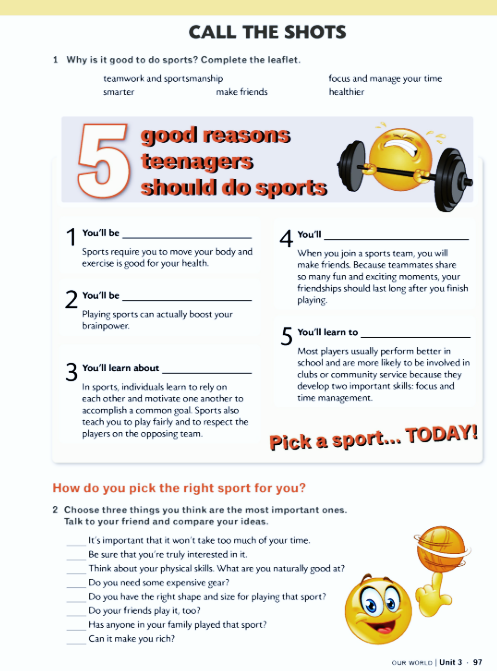 CALL THE SHOTS
1 Why is it good to do sports? Complete the leaflet.
teamwork and sportsmanship focus and manage your time
smarter make friends healthier
5 good reasons
teenagers
should do sports
1 You'll be ____________________
Sports require you to move your body and
exercise is good for your health.
2 You'll be ____________________
Playing sports can actually boost your
brainpower.
3 You'll learn about ______________
In sports, individuals learn to rely on
each other and motivate one another to
accomplish a common goal. Sports also
teach you to play fairly and to respect the
players on the opposing team.
4 You'll ____________________
When you join a sports team, you will
make friends. Because teammates share
so many fun and exciting moments, your
friendships should last long after you finish
playing.
5 You'll learn to ________________
Most players usually perform better in
school and are more likely to be involved in
clubs or community service because they
develop two important skills: focus and
time management.
Pick a sport... TODAY!
How do you pick the right sport for you?
2 Choose three things you think are the most important ones.
Talk to your friend and compare your ideas.
____ It's important that it won't take too much of your time.
____ Be sure that you're truly interested in it.
____ Think about your physical skills. What are you naturally good at?
____ Do you need some expensive gear?
____ Do you have the right shape and size for playing that sport?
____ Do your friends play it, too?
____ Has anyone in your family played that sport?
____ Can it make you rich?
OUR WORLD | Unit 3 · 97